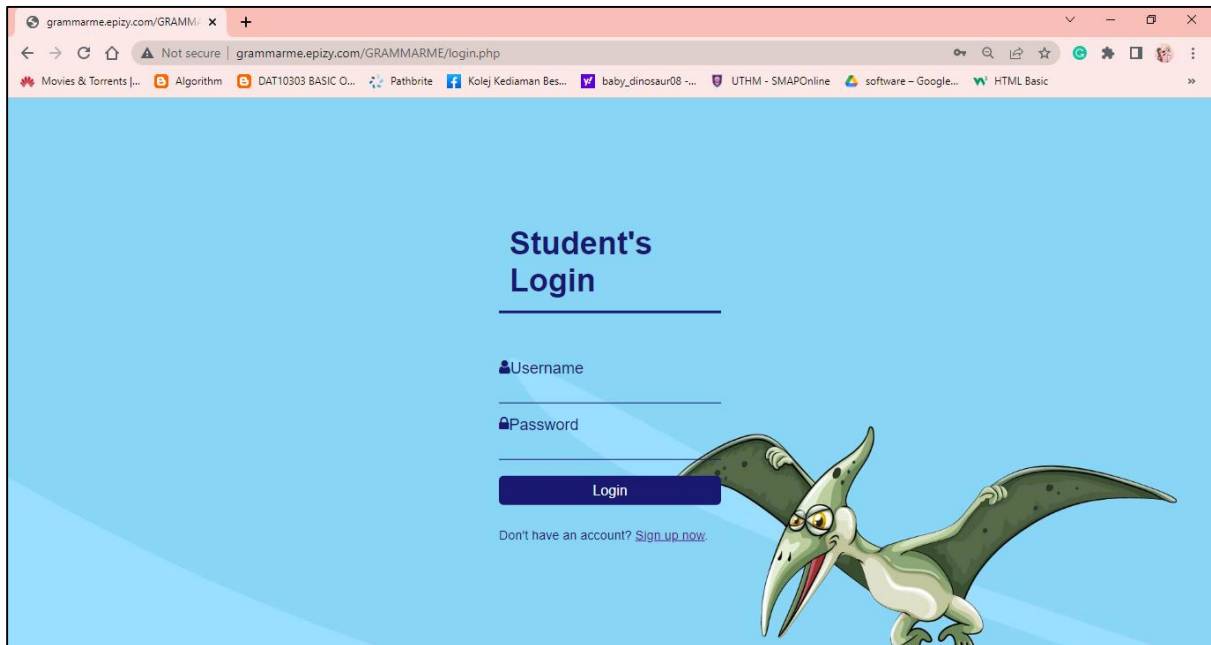 grammarme.epizy.com/GRAMMA
Not secure | grammarme.epizy.com/GRAMMARME/login.php
Movies & Torrents |... Algorithm DAT10303 BASIC O... Pathbrite Kolej Kediaman Bes... baby_dinosaur08 -... UTHM - SMAPOnline software – Google... HTML Basic »
Student's
Login
Username
Password
Login
Don't have an account? Sign up now.